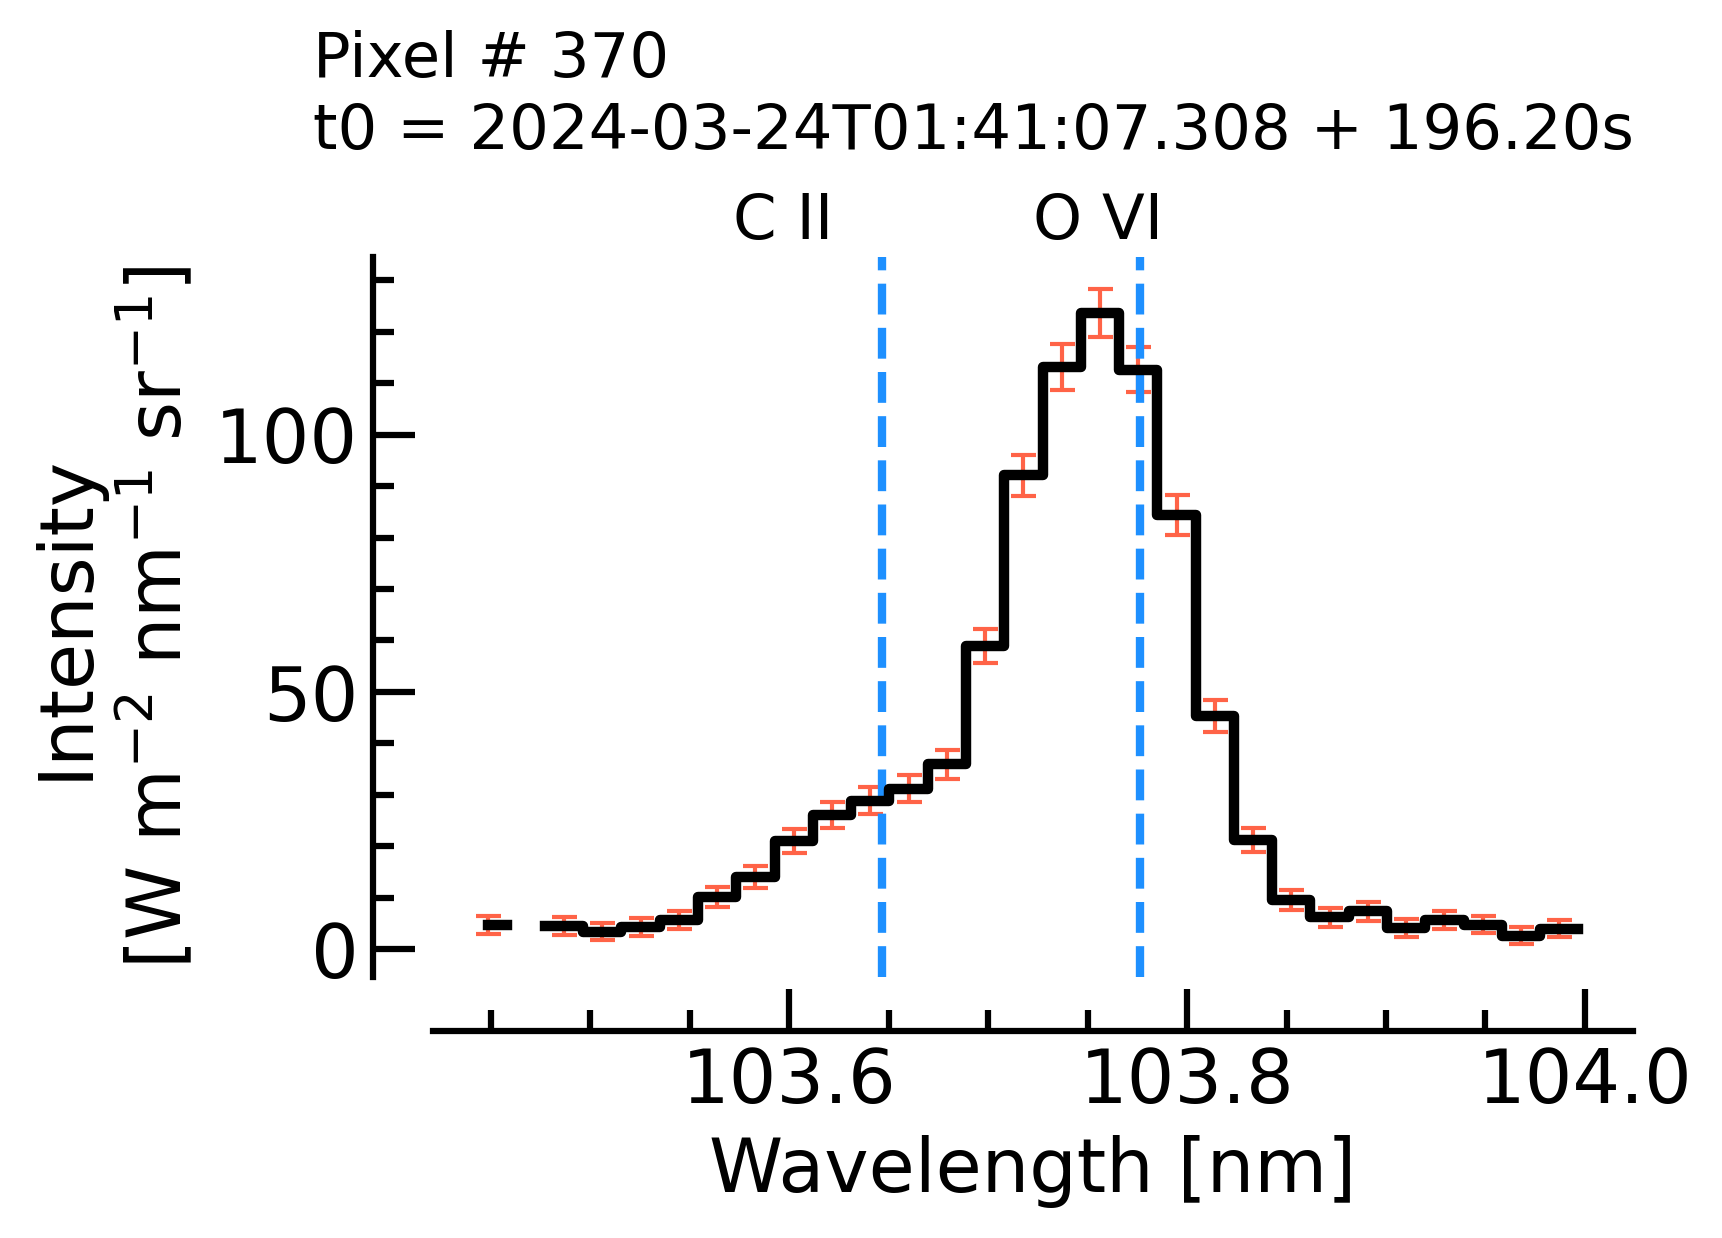 Pixel # 370
t0 = 2024-03-24T01:41:07.308 + 196.20s
C II
O VI
Intensity
[W m⁻² nm⁻¹ sr⁻¹]
100
50
0
103.6
103.8
104.0
Wavelength [nm]